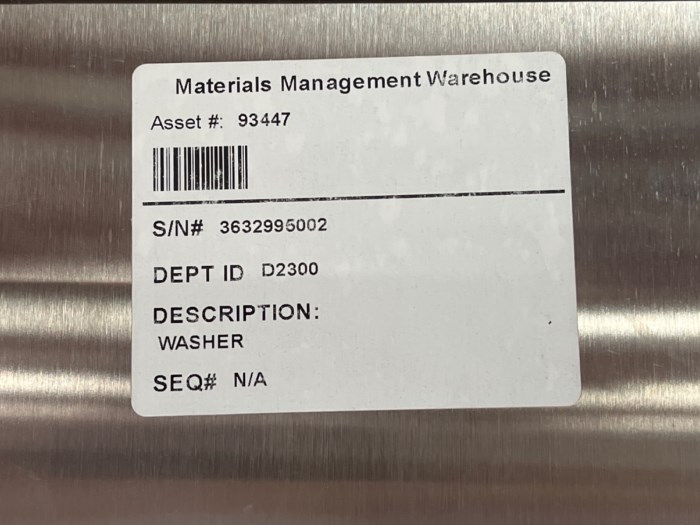 Materials Management Warehouse
Asset #: 93447
S/N# 3632995002
DEPT ID D2300
DESCRIPTION:
WASHER
SEQ# N/A